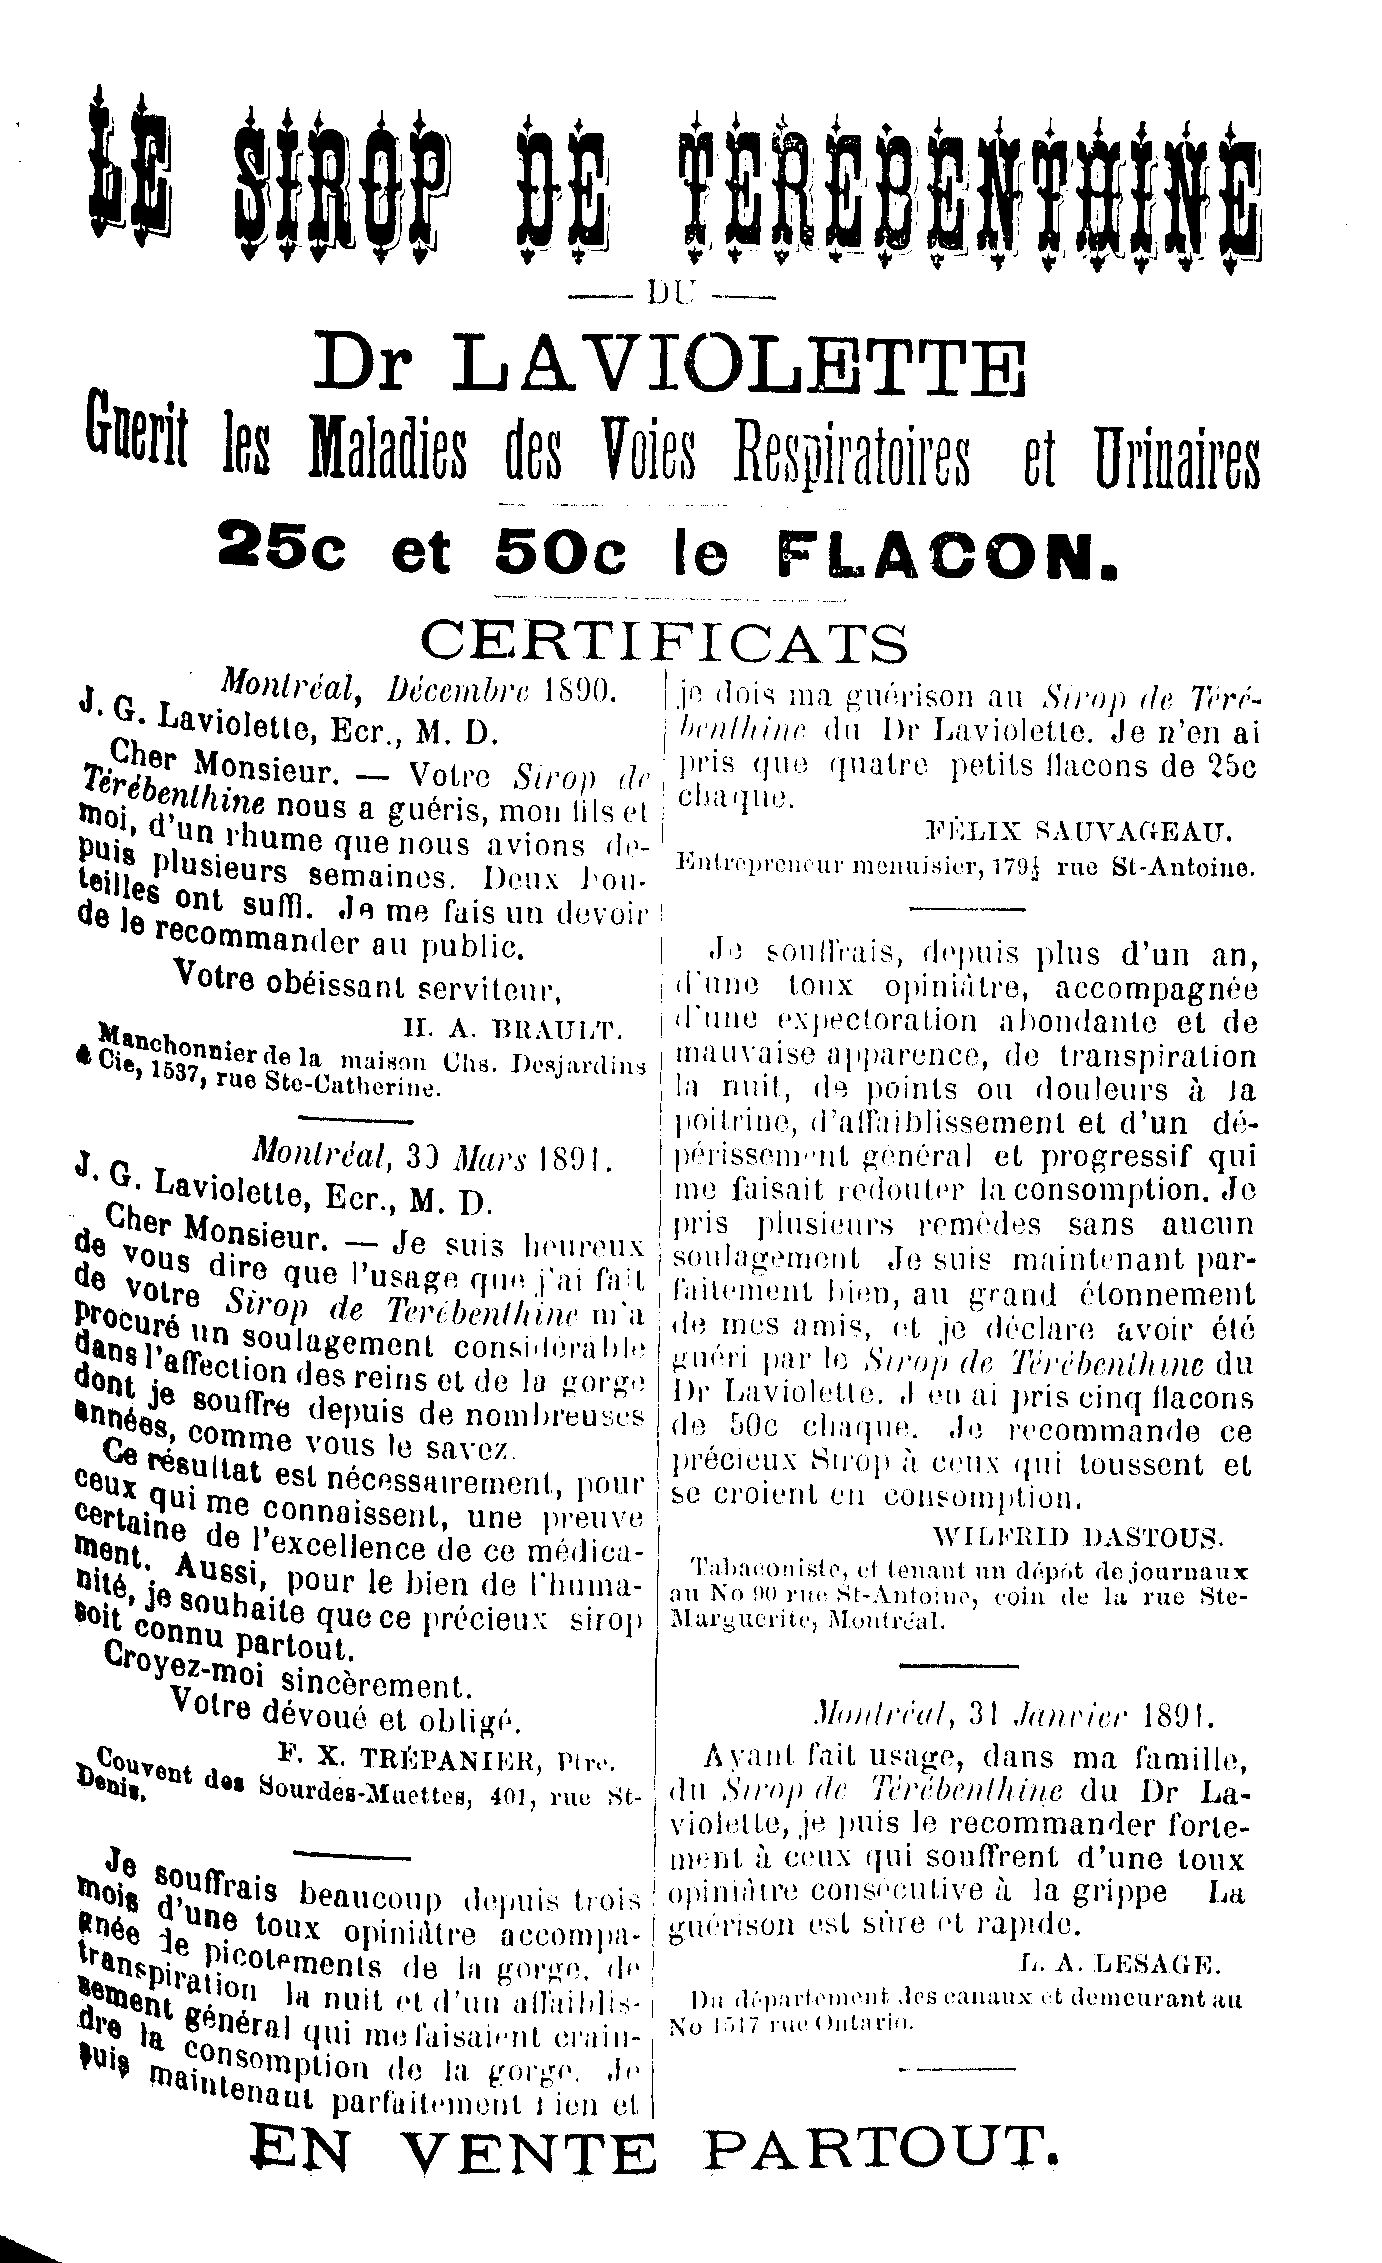 LE SIROP DE TEREBENTHINE
— DU —
Dr LAVIOLETTE
Guerit les Maladies des Voies Respiratoires et Urinaires
25c et 50c le FLACON.
CERTIFICATS
Montréal, Décembre 1890.
J. G. Laviolette, Ecr., M. D.
Cher Monsieur. — Votre Sirop de
Térébenthine nous a guéris, mon fils et
moi, d'un rhume que nous avions de-
puis plusieurs semaines. Deux bou-
teilles ont suffi. Je me fais un devoir
de le recommander au public.
Votre obéissant serviteur,
H. A. BRAULT.
Manchonnier de la maison Chs. Desjardins
& Cie, 1537, rue Ste-Catherine.
Montréal, 30 Mars 1891.
J. G. Laviolette, Ecr., M. D.
Cher Monsieur. — Je suis heureux
de vous dire que l'usage que j'ai fait
de votre Sirop de Terébenthine m'a
procuré un soulagement considérable
dans l'affection des reins et de la gorge
dont je souffre depuis de nombreuses
années, comme vous le savez.
Ce résultat est nécessairement, pour
ceux qui me connaissent, une preuve
certaine de l'excellence de ce médica-
ment. Aussi, pour le bien de l'huma-
nité, je souhaite que ce précieux sirop
soit connu partout.
Croyez-moi sincèrement.
Votre dévoué et obligé.
F. X. TRÉPANIER, Ptre.
Couvent des Sourdes-Muettes, 401, rue St-
Denis.
Je souffrais beaucoup depuis trois
mois d'une toux opiniâtre accompa-
gnée de picotements de la gorge, de
transpiration la nuit et d'un affaiblis-
sement général qui me faisaient crain-
dre la consomption de la gorge. Je
suis maintenaut parfaitement bien et
je dois ma guérison au Sirop de Téré-
benthine du Dr Laviolette. Je n'en ai
pris que quatre petits flacons de 25c
chaque.
FÉLIX SAUVAGEAU.
Entrepreneur menuisier, 179½ rue St-Antoine.
Je souffrais, depuis plus d'un an,
d'une toux opiniâtre, accompagnée
d'une expectoration abondante et de
mauvaise apparence, de transpiration
la nuit, de points ou douleurs à la
poitrine, d'affaiblissement et d'un dé-
périssement général et progressif qui
me faisait redouter la consomption. Je
pris plusieurs remèdes sans aucun
soulagement Je suis maintenant par-
faitement bien, au grand étonnement
de mes amis, et je déclare avoir été
guéri par le Sirop de Térébenthine du
Dr Laviolette. J en ai pris cinq flacons
de 50c chaque. Je recommande ce
précieux Sirop à ceux qui toussent et
se croient en consomption.
WILFRID DASTOUS.
Tabaconiste, et tenant un dépôt de journaux
au No 90 rue St-Antoine, coin de la rue Ste-
Marguerite, Montréal.
Montréal, 31 Janvier 1891.
Ayant fait usage, dans ma famille,
du Sirop de Térébenthine du Dr La-
violette, je puis le recommander forte-
ment à ceux qui souffrent d'une toux
opiniâtre consécutive à la grippe La
guérison est sûre et rapide.
L. A. LESAGE.
Du département des canaux et demeurant au
No 1517 rue Ontario.
EN VENTE PARTOUT.